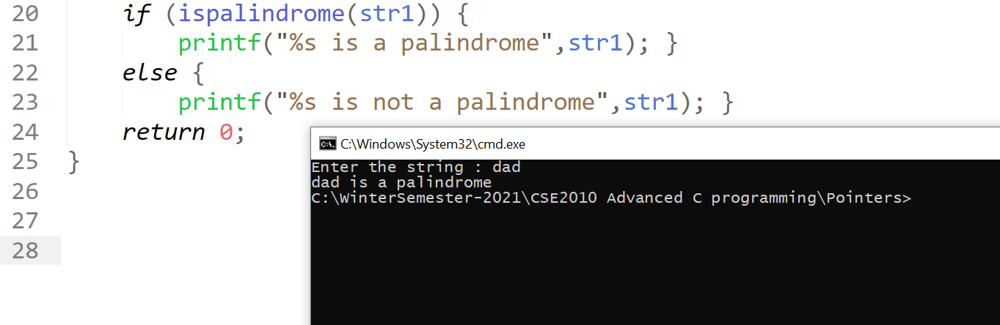 20 if (ispalindrome(str1)) {
21 printf("%s is a palindrome",str1); }
22 else {
23 printf("%s is not a palindrome",str1); }
24 return 0;
25 }
26
27
28
C:\Windows\System32\cmd.exe
Enter the string : dad
dad is a palindrome
C:\WinterSemester-2021\CSE2010 Advanced C programming\Pointers>